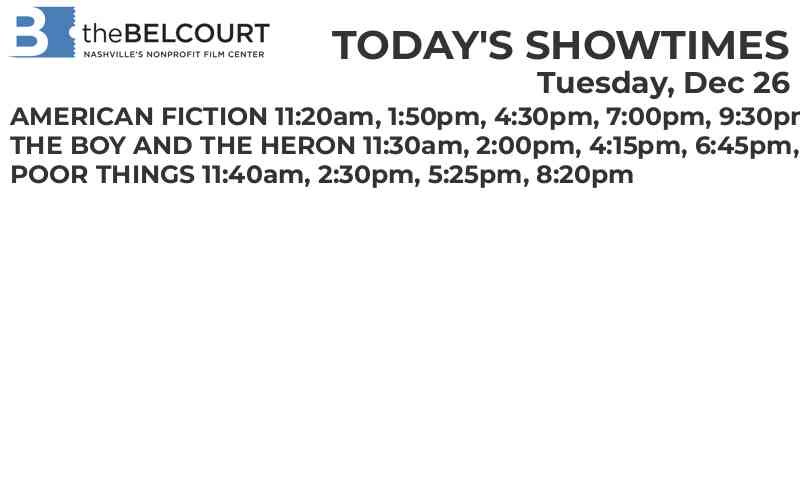 B theBELCOURT
NASHVILLE'S NONPROFIT FILM CENTER
TODAY'S SHOWTIMES
Tuesday, Dec 26
AMERICAN FICTION 11:20am, 1:50pm, 4:30pm, 7:00pm,
THE BOY AND THE HERON 11:30am, 2:00pm, 4:15pm, 6:45pm,
POOR THINGS 11:40am, 2:30pm, 5:25pm, 8:20pm